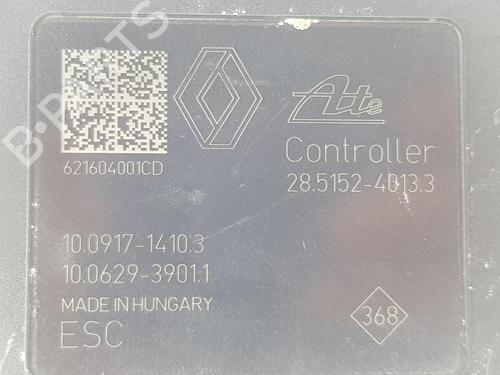 B-PARTS
Ate
621604001CD
Controller
28.5152-4013.3
10.0917-1410.3
10.0629-3901.1
MADE IN HUNGARY
ESC
368